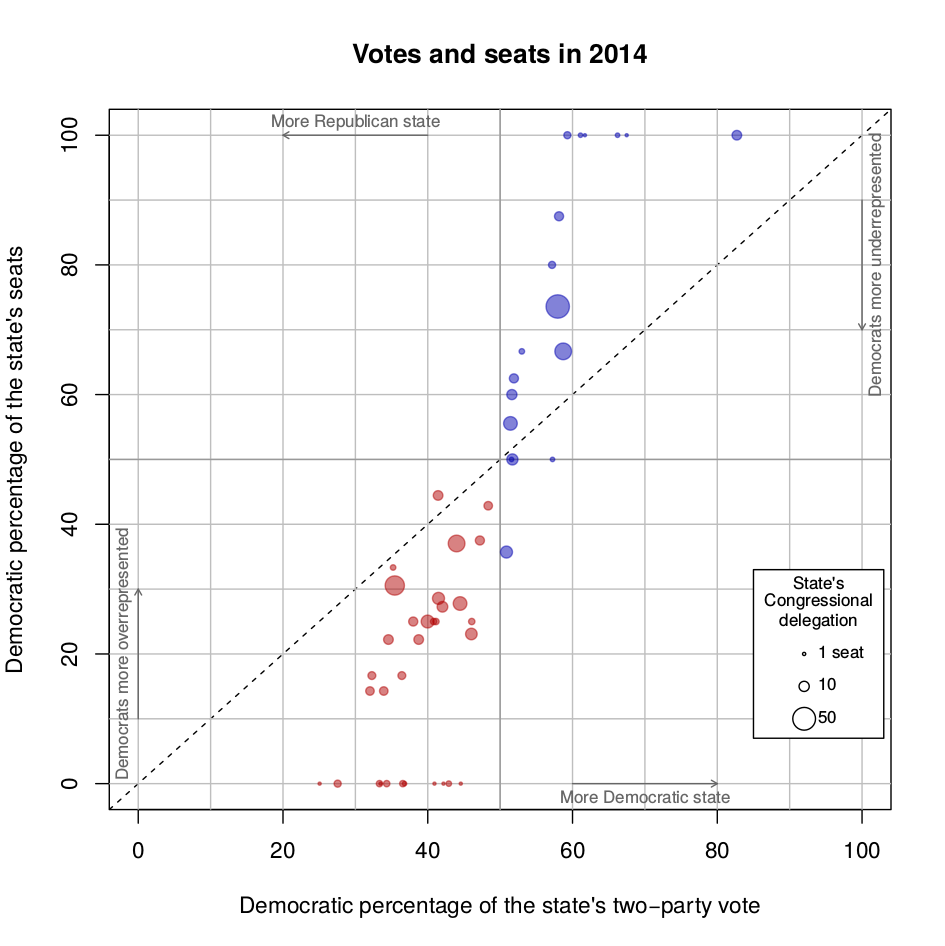 Votes and seats in 2014
More Republican state
Democrats more underrepresented
Democrats more overrepresented
More Democratic state
Democratic percentage of the state's seats
100
80
60
40
20
0
State's
Congressional
delegation
1 seat
10
50
0 20 40 60 80 100
Democratic percentage of the state's two−party vote